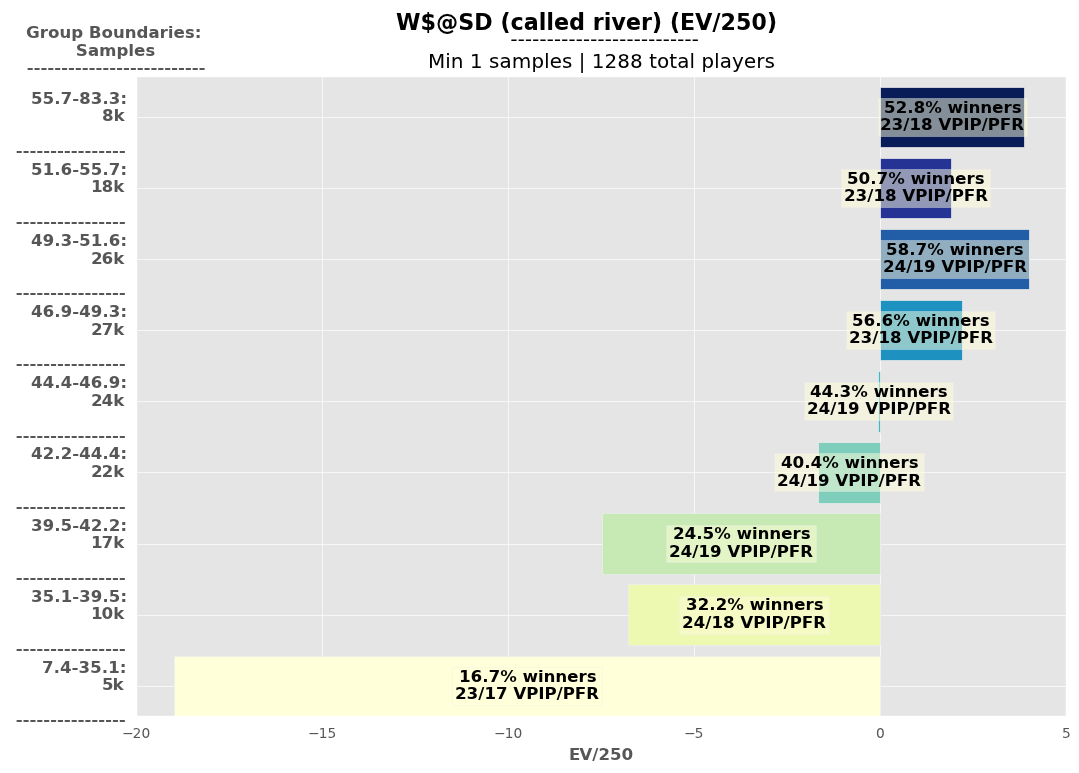 W$@SD (called river) (EV/250)
---------------------------
Min 1 samples | 1288 total players
Group Boundaries:
Samples
--------------------------
55.7-83.3:
8k
52.8% winners
23/18 VPIP/PFR
----------------
51.6-55.7:
18k
50.7% winners
23/18 VPIP/PFR
----------------
49.3-51.6:
26k
58.7% winners
24/19 VPIP/PFR
----------------
46.9-49.3:
27k
56.6% winners
23/18 VPIP/PFR
----------------
44.4-46.9:
24k
44.3% winners
24/19 VPIP/PFR
----------------
42.2-44.4:
22k
40.4% winners
24/19 VPIP/PFR
----------------
39.5-42.2:
17k
24.5% winners
24/19 VPIP/PFR
----------------
35.1-39.5:
10k
32.2% winners
24/18 VPIP/PFR
----------------
7.4-35.1:
5k
16.7% winners
23/17 VPIP/PFR
----------------
−20 −15 −10 −5 0 5
EV/250